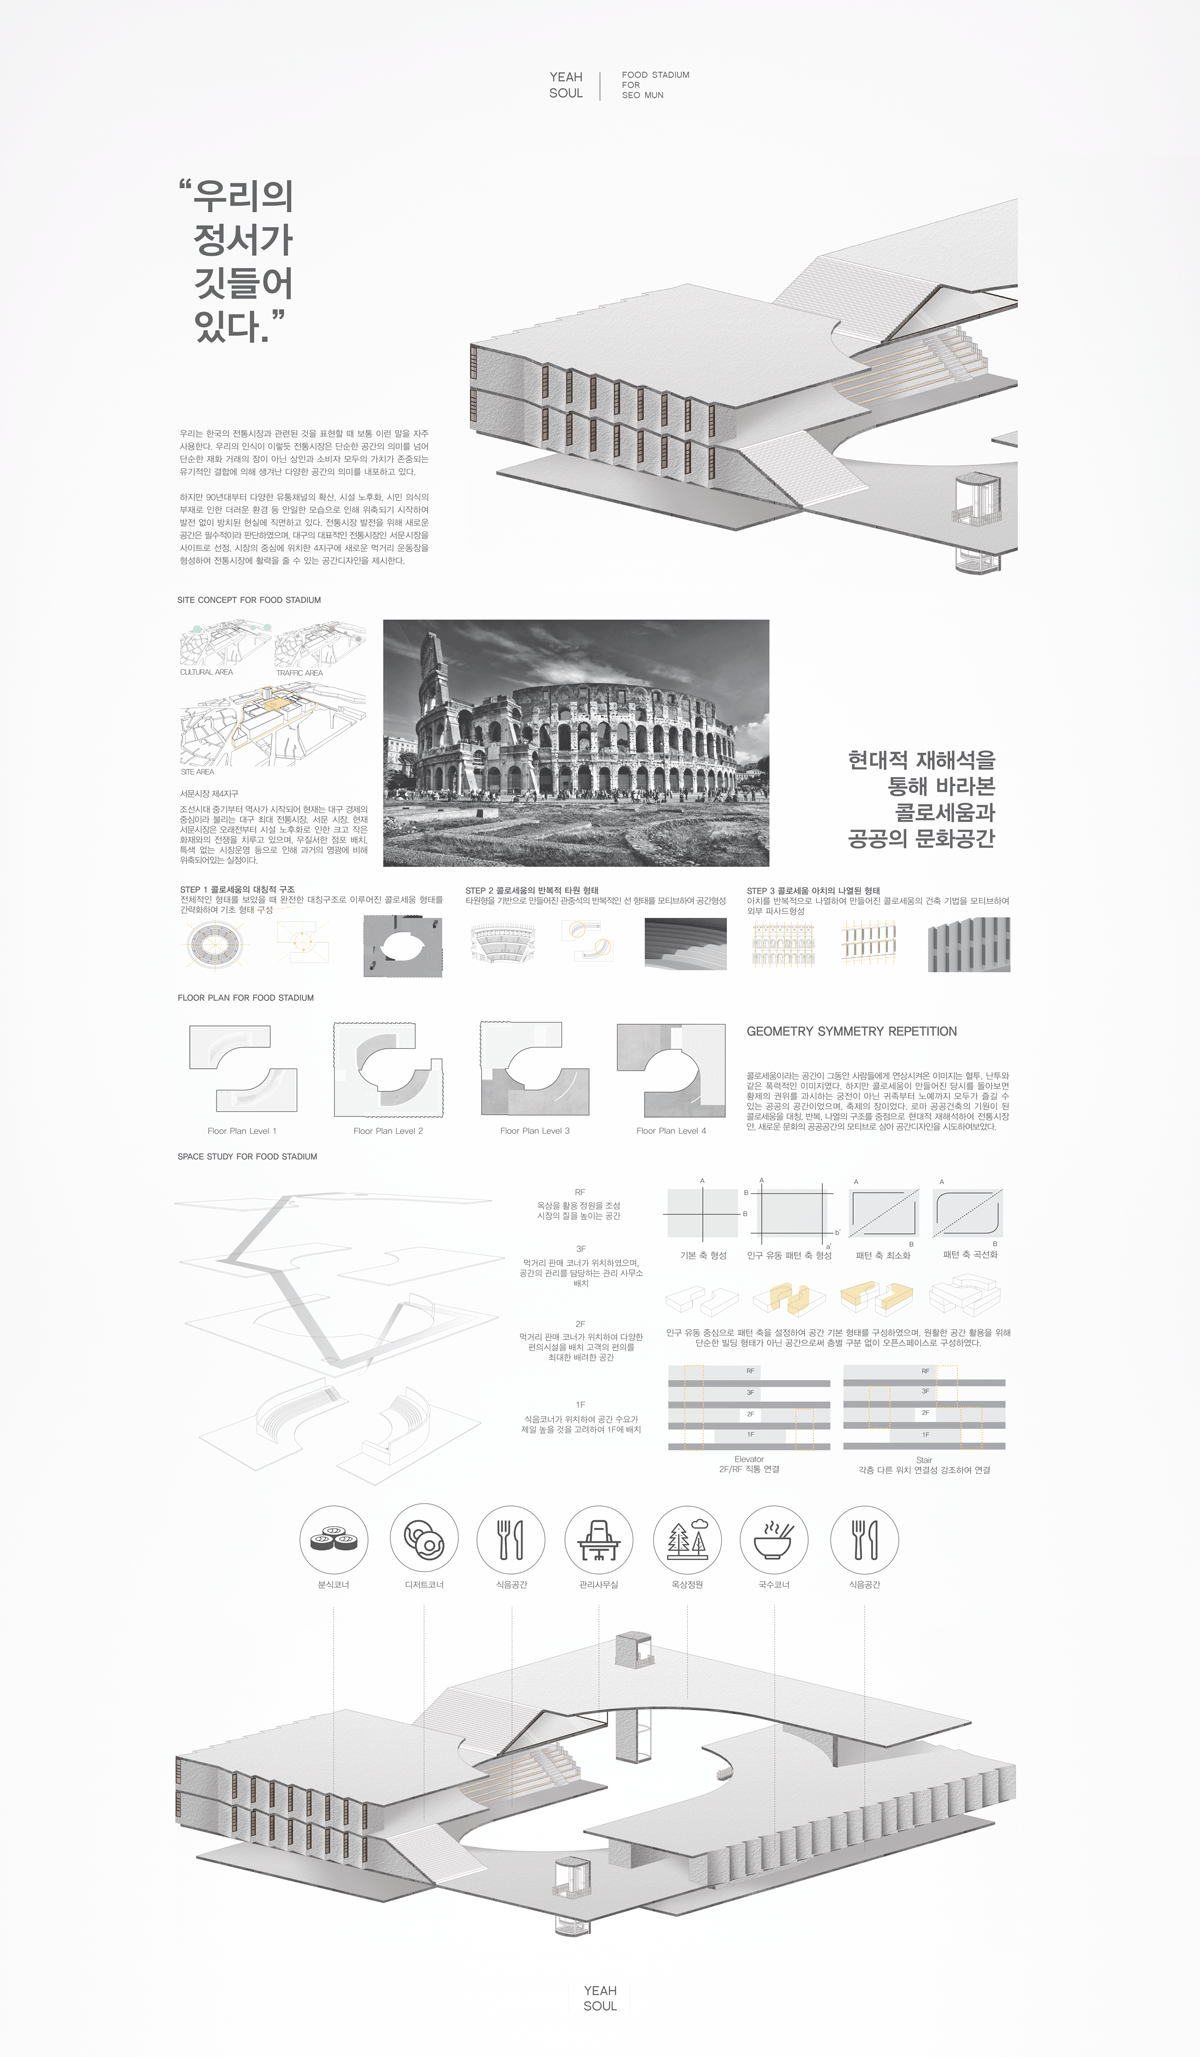 YEAH
SOUL
FOOD STADIUM
FOR
SEO MUN
“우리의
정서가
깃들어
있다.”
우리는 한국의 전통시장과 관련된 것을 표현할 때 보통 이런 말을 자주
사용한다. 우리의 인식이 이렇듯 전통시장은 단순한 공간의 의미를 넘어
단순한 재화 거래의 장이 아닌 상인과 소비자 모두의 가치가 존중되는
유기적인 결합에 의해 생겨난 다양한 공간의 의미를 내포하고 있다.
하지만 90년대부터 다양한 유통채널의 확산, 시설 노후화, 시민 의식의
부재로 인한 더러운 환경 등 안일한 모습으로 인해 위축되기 시작하여
발전 없이 방치된 현실에 직면하고 있다. 전통시장 발전을 위해 새로운
공간은 필수적이라 판단하였으며, 대구의 대표적인 전통시장인 서문시장을
사이트로 선정, 시장의 중심에 위치한 4지구에 새로운 먹거리 운동장을
형성하여 전통시장에 활력을 줄 수 있는 공간디자인을 제시한다.
SITE CONCEPT FOR FOOD STADIUM
CULTURAL AREA
TRAFFIC AREA
SITE AREA
서문시장 제4지구
조선시대 중기부터 역사가 시작되어 현재는 대구 경제의
중심이라 불리는 대구 최대 전통시장, 서문 시장. 현재
서문시장은 오래전부터 시설 노후화로 인한 크고 작은
화재와의 전쟁을 치루고 있으며, 무질서한 점포 배치,
특색 없는 시장운영 등으로 인해 과거의 명광에 비해
위축되어있는 실정이다.
현대적 재해석을
통해 바라본
콜로세움과
공공의 문화공간
STEP 1 콜로세움의 대칭적 구조
전체적인 형태를 보았을 때 완전한 대칭구조로 이루어진 콜로세움 형태를
간략화하여 기초 형태 구성
STEP 2 콜로세움의 반복적 타원 형태
타원형을 기반으로 만들어진 관중석의 반복적인 선 형태를 모티브하여 공간형성
STEP 3 콜로세움 아치의 나열된 형태
아치를 반복적으로 나열하여 만들어진 콜로세움의 건축 기법을 모티브하여
외부 파사드형성
FLOOR PLAN FOR FOOD STADIUM
Floor Plan Level 1
Floor Plan Level 2
Floor Plan Level 3
Floor Plan Level 4
GEOMETRY SYMMETRY REPETITION
콜로세움이라는 공간이 그동안 사람들에게 연상시켜온 이미지는 혈투, 난투와
같은 폭력적인 이미지였다. 하지만 콜로세움이 만들어진 당시를 돌아보면
황제의 권위를 과시하는 궁전이 아닌 귀족부터 노예까지 모두가 즐길 수
있는 공공의 공간이었으며, 축제의 장이었다. 로마 공공건축의 기원이 된
콜로세움을 대칭, 반복, 나열의 구조를 중점으로 현대적 재해석하여 전통시장
안, 새로운 문화의 공공공간의 모티브로 삼아 공간디자인을 시도하여보았다.
SPACE STUDY FOR FOOD STADIUM
RF
옥상을 활용 정원을 조성
시장의 질을 높이는 공간
3F
먹거리 판매 코너가 위치하였으며,
공간의 관리를 담당하는 관리 사무소
배치
2F
먹거리 판매 코너가 위치하여 다양한
편의시설을 배치 고객의 편의를
최대한 배려한 공간
1F
식음코너가 위치하여 공간 수요가
제일 높을 것을 고려하여 1F에 배치
A
B
기본 축 형성
A
B
b'
a'
인구 유동 패턴 축 형성
A
B
패턴 축 최소화
A
B
패턴 축 곡선화
인구 유동 중심으로 패턴 축을 설정하여 공간 기본 형태를 구성하였으며, 원활한 공간 활용을 위해
단순한 빌딩 형태가 아닌 공간으로써 층별 구분 없이 오픈스페이스로 구성하였다.
RF
3F
2F
1F
Elevator
2F/RF 직통 연결
RF
3F
2F
1F
Stair
각층 다른 위치 연결성 강조하여 연결
분식코너
디저트코너
식음공간
관리사무실
옥상정원
국수코너
식음공간
YEAH
SOUL